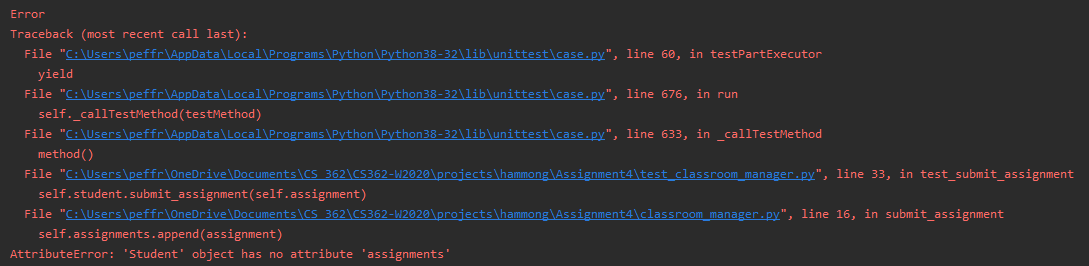 Error
Traceback (most recent call last):
  File "C:\Users\peffr\AppData\Local\Programs\Python\Python38-32\lib\unittest\case.py", line 60, in testPartExecutor
    yield
  File "C:\Users\peffr\AppData\Local\Programs\Python\Python38-32\lib\unittest\case.py", line 676, in run
    self._callTestMethod(testMethod)
  File "C:\Users\peffr\AppData\Local\Programs\Python\Python38-32\lib\unittest\case.py", line 633, in _callTestMethod
    method()
  File "C:\Users\peffr\OneDrive\Documents\CS 362\CS362-W2020\projects\hammong\Assignment4\test_classroom_manager.py", line 33, in test_submit_assignment
    self.student.submit_assignment(self.assignment)
  File "C:\Users\peffr\OneDrive\Documents\CS 362\CS362-W2020\projects\hammong\Assignment4\classroom_manager.py", line 16, in submit_assignment
    self.assignments.append(assignment)
AttributeError: 'Student' object has no attribute 'assignments'